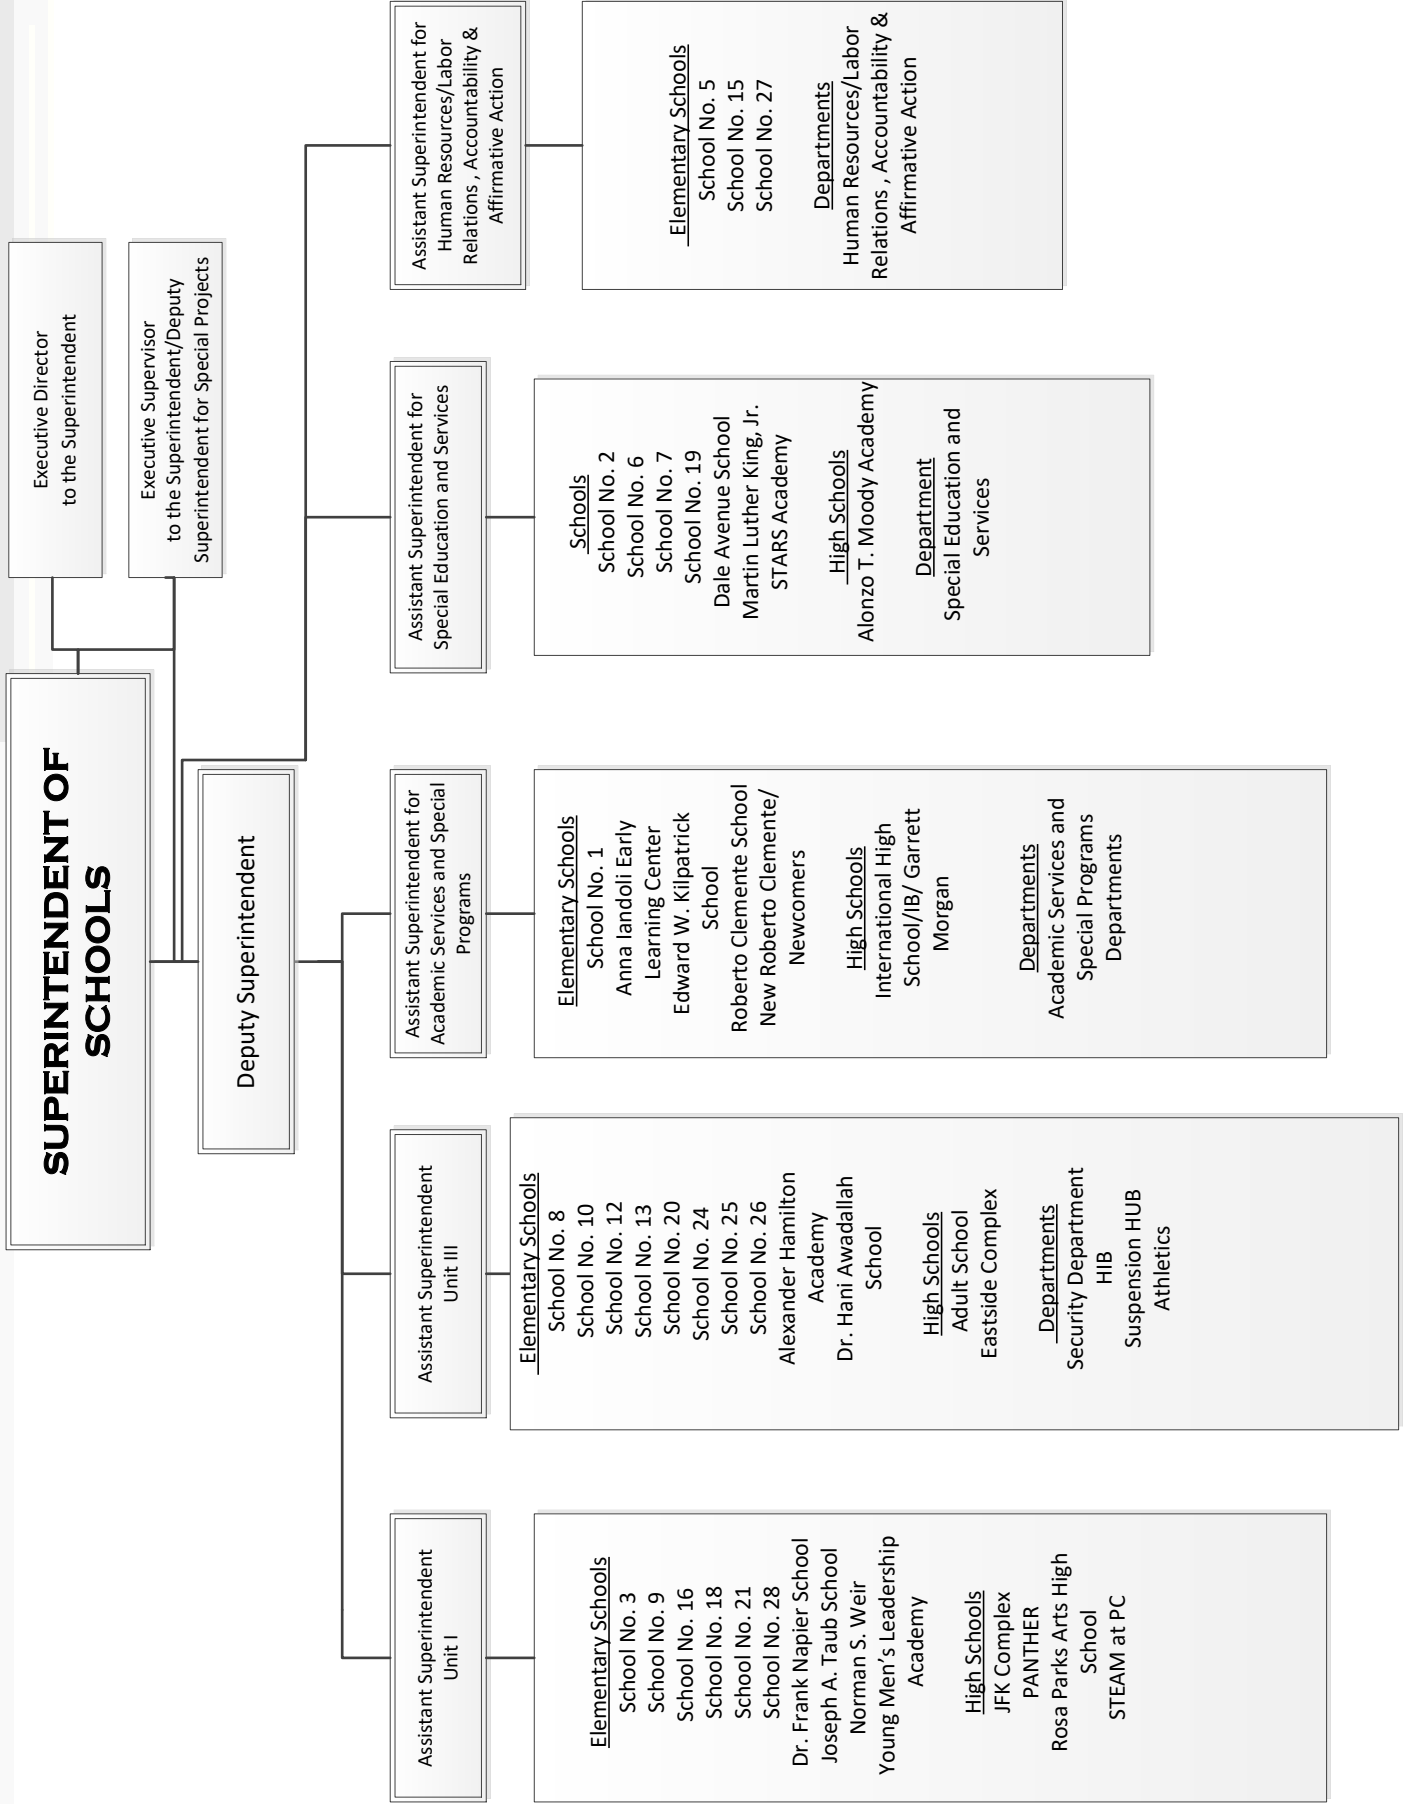 SUPERINTENDENT OF
SCHOOLS
Executive Director
to the Superintendent
Executive Supervisor
to the Superintendent/Deputy
Superintendent for Special Projects
Deputy Superintendent
Assistant Superintendent
Unit I
Elementary Schools
School No. 3
School No. 9
School No. 16
School No. 18
School No. 21
School No. 28
Dr. Frank Napier School
Joseph A. Taub School
Norman S. Weir
Young Men’s Leadership
Academy
High Schools
JFK Complex
PANTHER
Rosa Parks Arts High
School
STEAM at PC
Assistant Superintendent
Unit III
Elementary Schools
School No. 8
School No. 10
School No. 12
School No. 13
School No. 20
School No. 24
School No. 25
School No. 26
Alexander Hamilton
Academy
Dr. Hani Awadallah
School
High Schools
Adult School
Eastside Complex
Departments
Security Department
HIB
Suspension HUB
Athletics
Assistant Superintendent for
Academic Services and Special
Programs
Elementary Schools
School No. 1
Anna Iandoli Early
Learning Center
Edward W. Kilpatrick
School
Roberto Clemente School
New Roberto Clemente/
Newcomers
High Schools
International High
School/IB/ Garrett
Morgan
Departments
Academic Services and
Special Programs
Departments
Assistant Superintendent for
Special Education and Services
Schools
School No. 2
School No. 6
School No. 7
School No. 19
Dale Avenue School
Martin Luther King, Jr.
STARS Academy
High Schools
Alonzo T. Moody Academy
Department
Special Education and
Services
Assistant Superintendent for
Human Resources/Labor
Relations , Accountability &
Affirmative Action
Elementary Schools
School No. 5
School No. 15
School No. 27
Departments
Human Resources/Labor
Relations , Accountability &
Affirmative Action